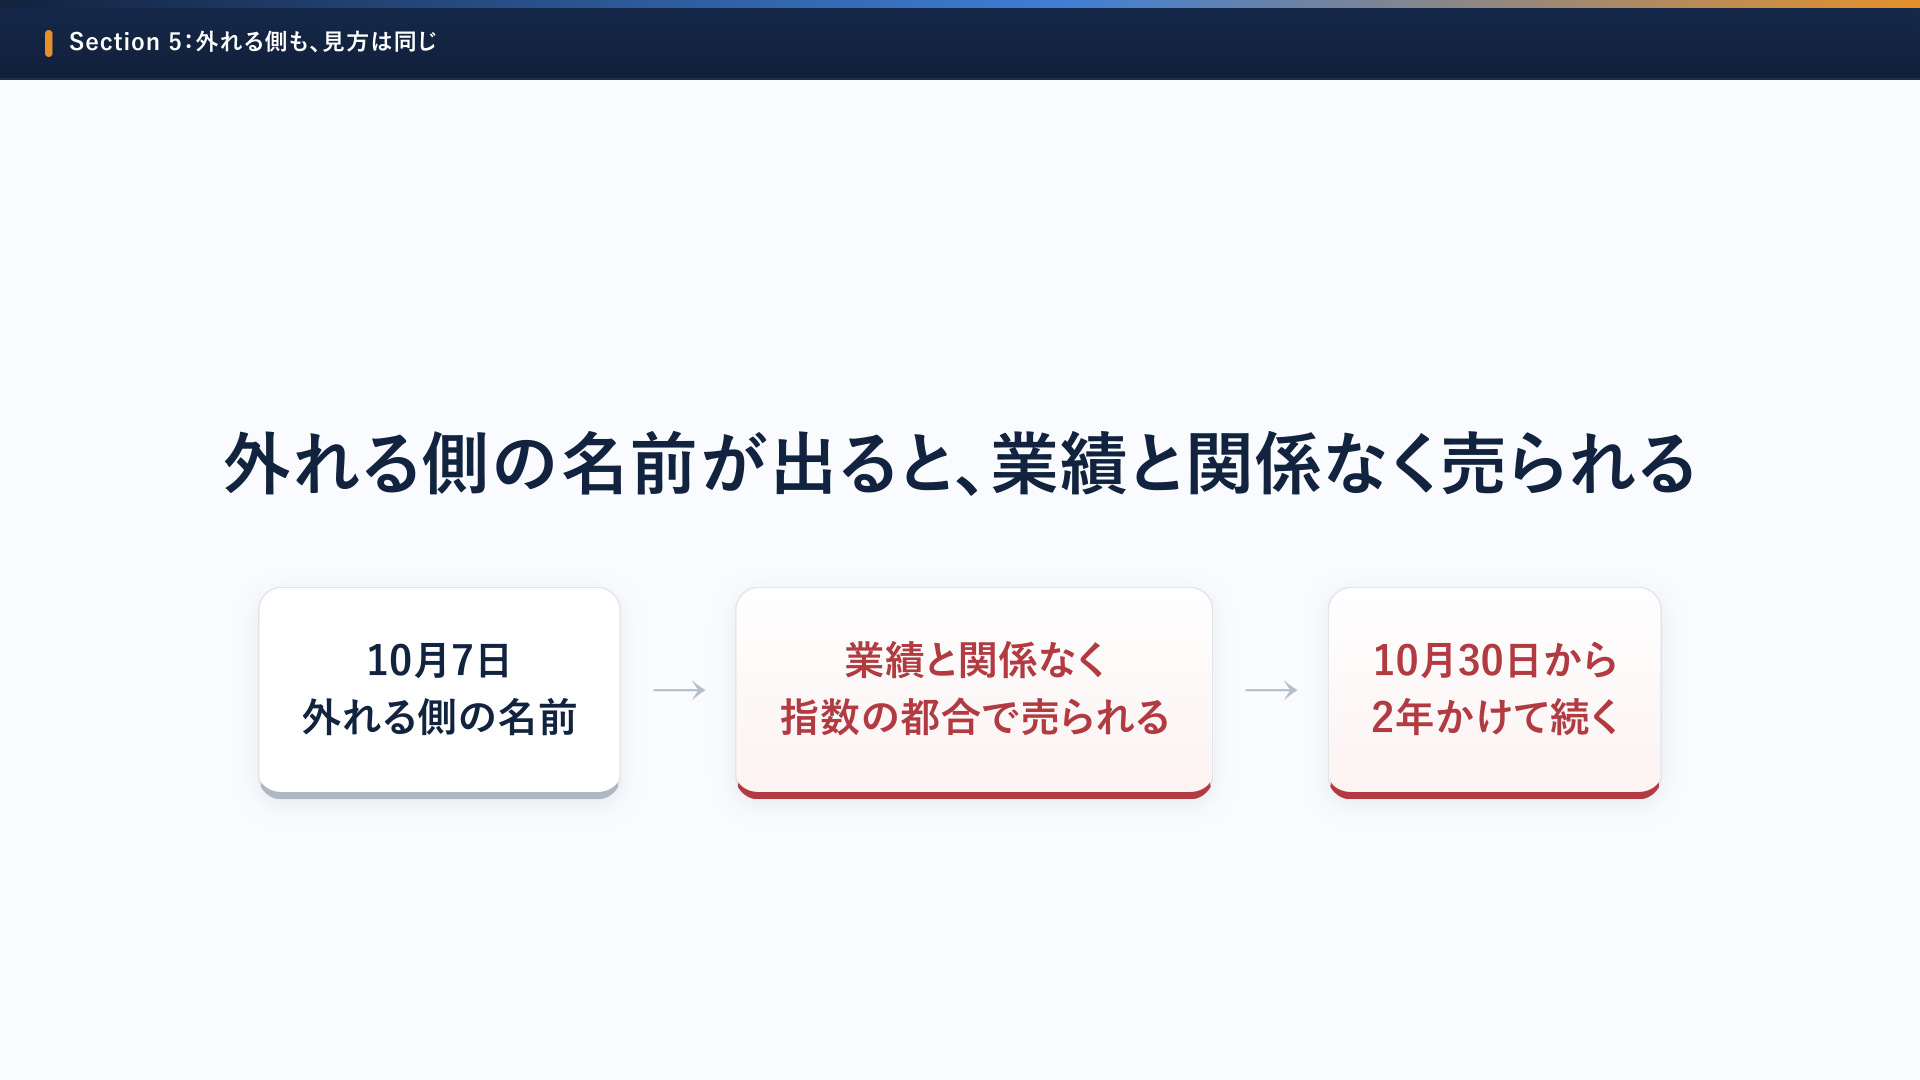 Section 5：外れる側も、見方は同じ
外れる側の名前が出ると、業績と関係なく売られる
10月7日
外れる側の名前
業績と関係なく
指数の都合で売られる
10月30日から
2年かけて続く